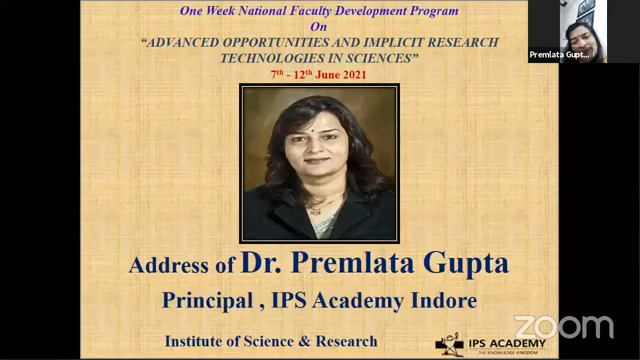 One Week National Faculty Development Program
On
“ADVANCED OPPORTUNITIES AND IMPLICIT RESEARCH
TECHNOLOGIES IN SCIENCES”
7th - 12th June 2021
Premlata Gupt...
Address of Dr. Premlata Gupta
Principal , IPS Academy Indore
Institute of Science & Research
IPS ACADEMY
THE KNOWLEDGE KINGDOM
zoom